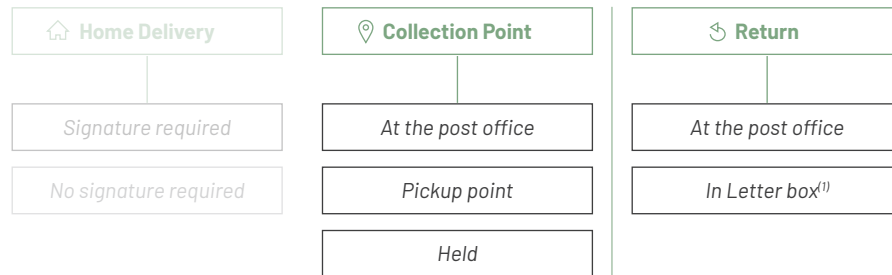 Home Delivery
Signature required
No signature required
Collection Point
At the post office
Pickup point
Held
Return
At the post office
In Letter box(1)